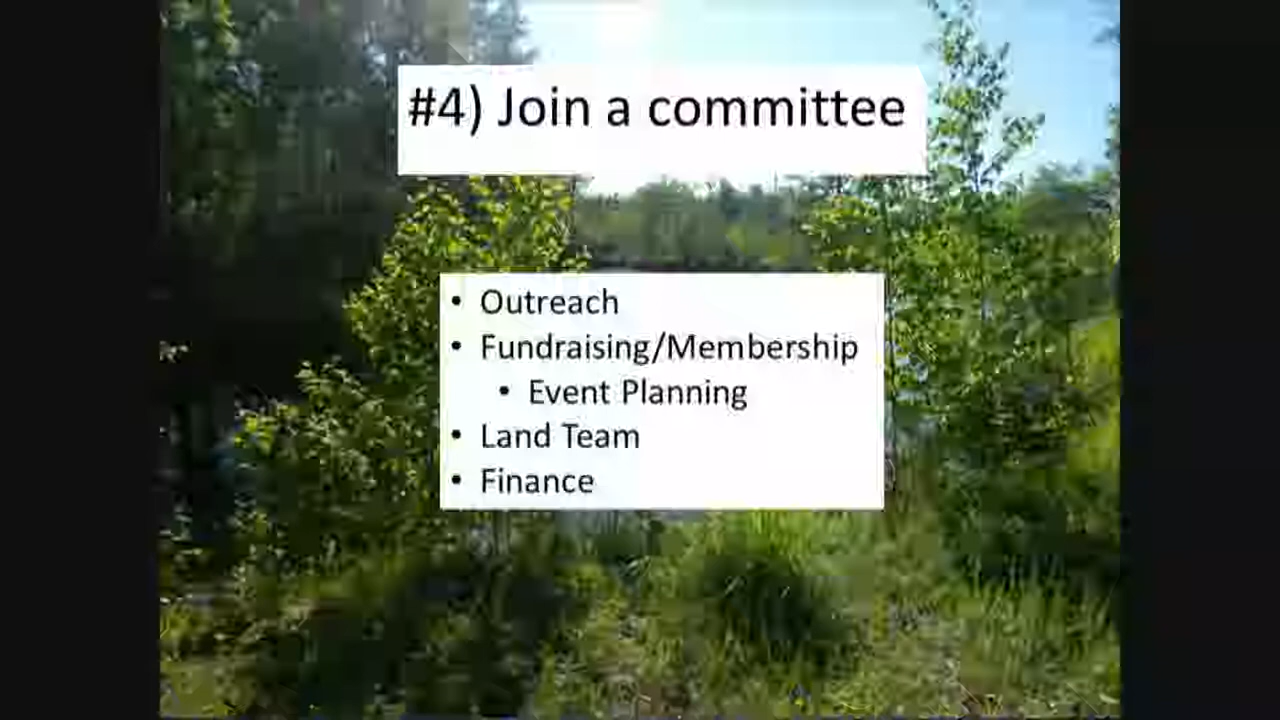 #4) Join a committee
• Outreach
• Fundraising/Membership
• Event Planning
• Land Team
• Finance